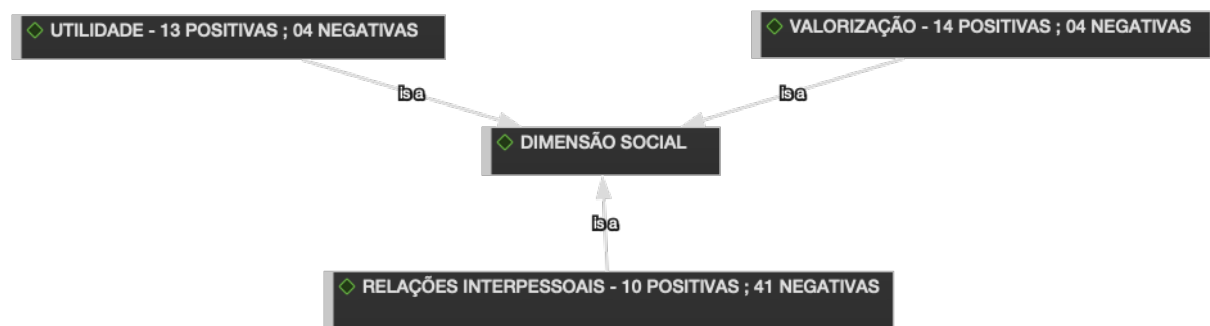 UTILIDADE - 13 POSITIVAS ; 04 NEGATIVAS
VALORIZAÇÃO - 14 POSITIVAS ; 04 NEGATIVAS
is a
is a
DIMENSÃO SOCIAL
is a
RELAÇÕES INTERPESSOAIS - 10 POSITIVAS ; 41 NEGATIVAS